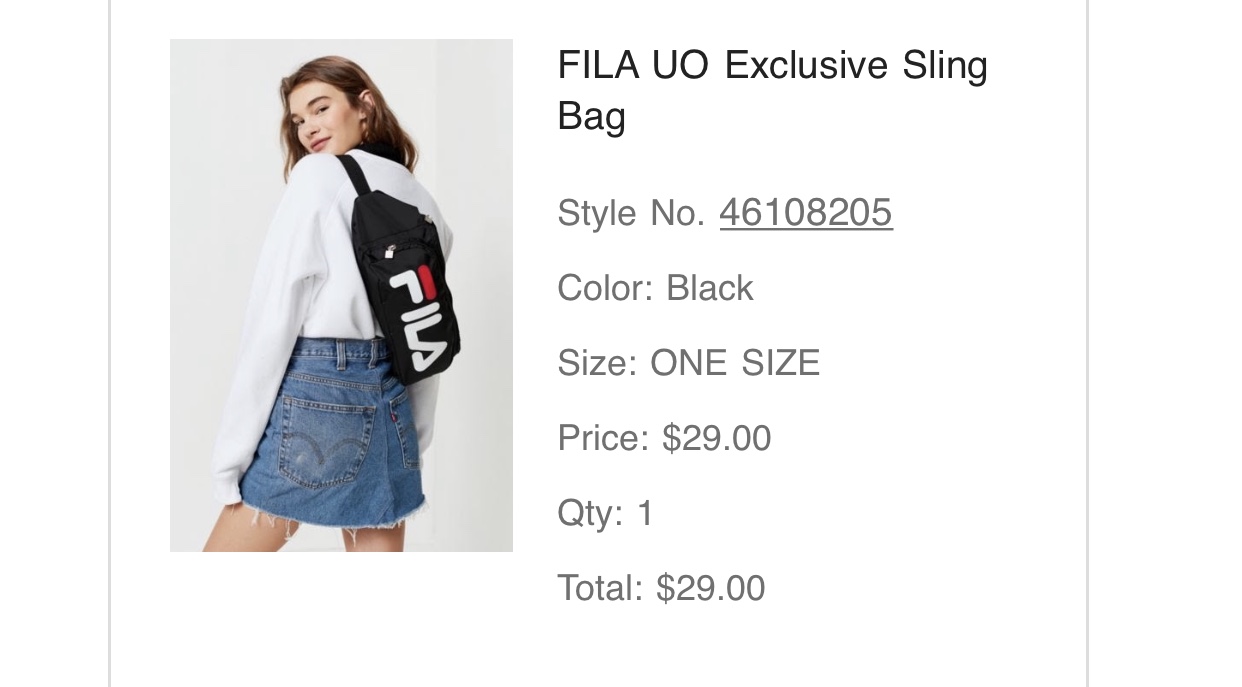 FILA UO Exclusive Sling
Bag
Style No. 46108205
Color: Black
Size: ONE SIZE
Price: $29.00
Qty: 1
Total: $29.00
FILA